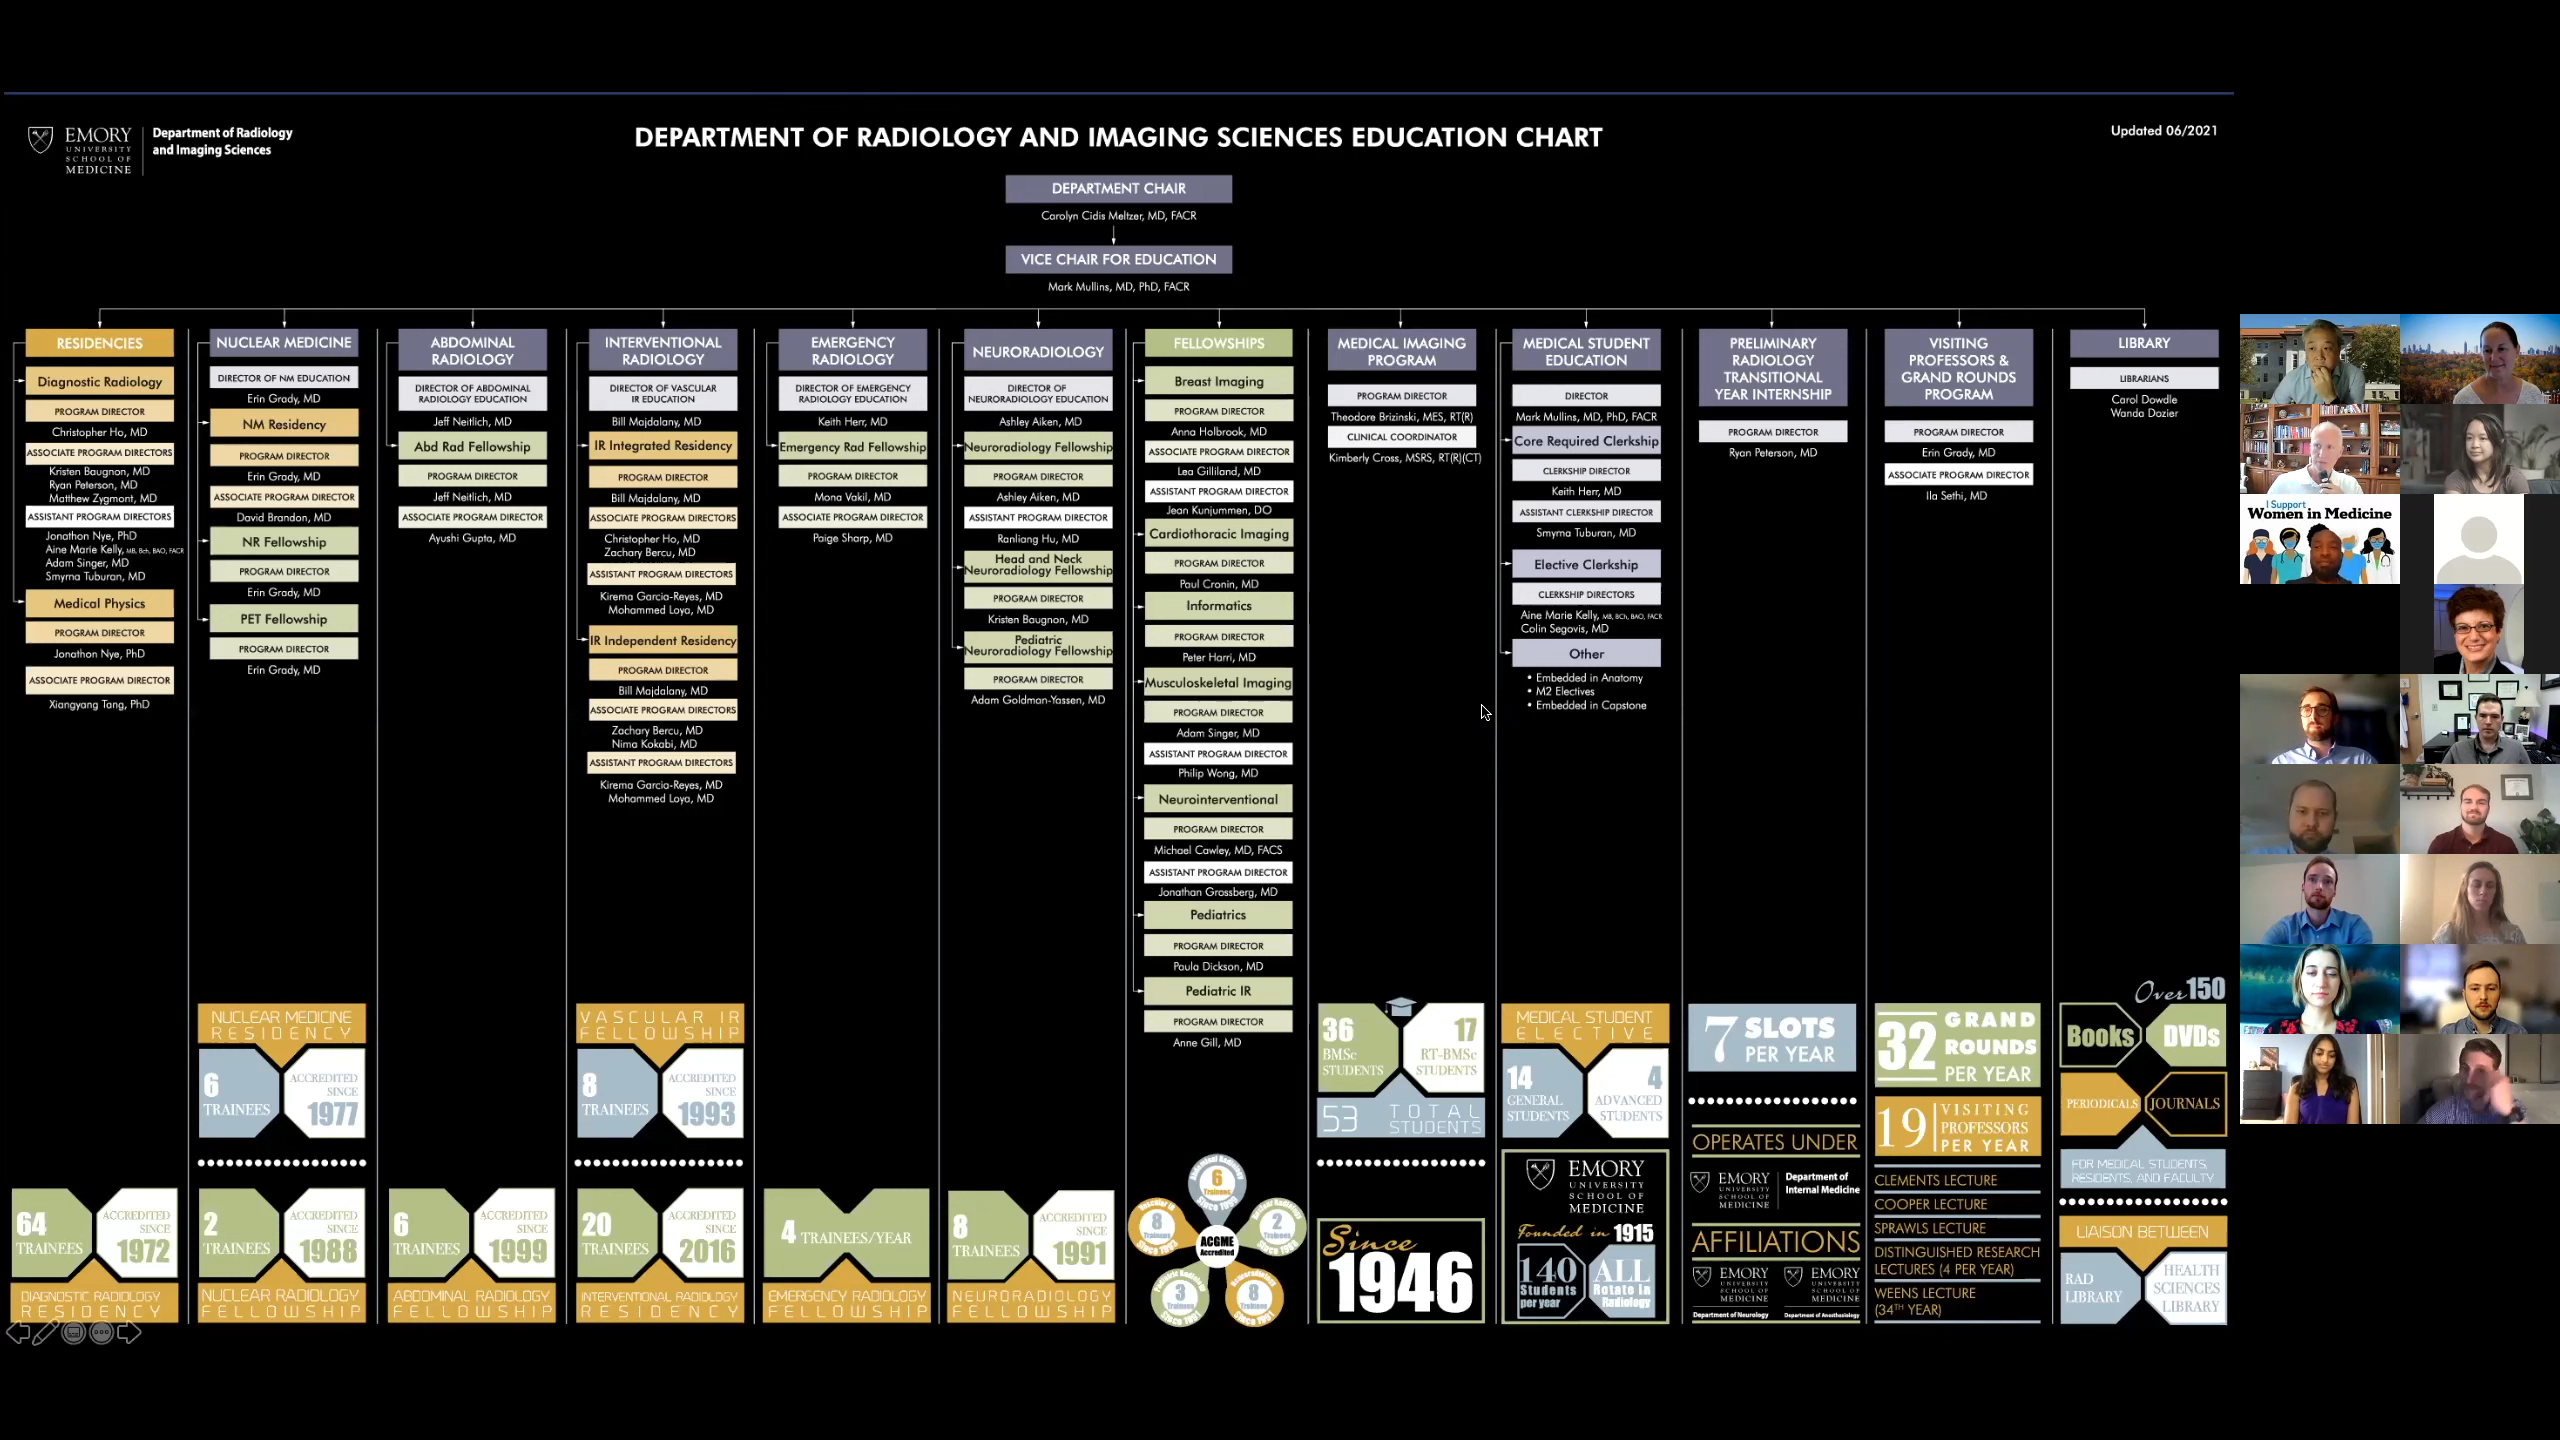 EMORY
UNIVERSITY
SCHOOL OF
MEDICINE
Department of Radiology
and Imaging Sciences
DEPARTMENT OF RADIOLOGY AND IMAGING SCIENCES EDUCATION CHART
Updated 06/2021
DEPARTMENT CHAIR
Carolyn Cidis Meltzer, MD, FACR
VICE CHAIR FOR EDUCATION
Mark Mullins, MD, PhD, FACR
RESIDENCIES
Diagnostic Radiology
PROGRAM DIRECTOR
Christopher Ho, MD
ASSOCIATE PROGRAM DIRECTORS
Kristen Baugnon, MD
Ryan Peterson, MD
Matthew Zygmont, MD
ASSISTANT PROGRAM DIRECTORS
Jonathon Nye, PhD
Aine Marie Kelly, MB, Bch, BAO, FACR
Adam Singer, MD
Smyrna Tuburan, MD
Medical Physics
PROGRAM DIRECTOR
Jonathon Nye, PhD
ASSOCIATE PROGRAM DIRECTOR
Xiangyang Tang, PhD
64
TRAINEES
ACCREDITED
SINCE
1972
DIAGNOSTIC RADIOLOGY
RESIDENCY
NUCLEAR MEDICINE
DIRECTOR OF NM EDUCATION
Erin Grady, MD
NM Residency
PROGRAM DIRECTOR
Erin Grady, MD
ASSOCIATE PROGRAM DIRECTOR
David Brandon, MD
NR Fellowship
PROGRAM DIRECTOR
Erin Grady, MD
PET Fellowship
PROGRAM DIRECTOR
Erin Grady, MD
NUCLEAR MEDICINE
RESIDENCY
6
TRAINEES
ACCREDITED
SINCE
1977
2
TRAINEES
ACCREDITED
SINCE
1988
NUCLEAR RADIOLOGY
FELLOWSHIP
ABDOMINAL
RADIOLOGY
DIRECTOR OF ABDOMINAL
RADIOLOGY EDUCATION
Jeff Neitlich, MD
Abd Rad Fellowship
PROGRAM DIRECTOR
Jeff Neitlich, MD
ASSOCIATE PROGRAM DIRECTOR
Ayushi Gupta, MD
6
TRAINEES
ACCREDITED
SINCE
1999
ABDOMINAL RADIOLOGY
FELLOWSHIP
INTERVENTIONAL
RADIOLOGY
DIRECTOR OF VASCULAR
IR EDUCATION
Bill Majdalany, MD
IR Integrated Residency
PROGRAM DIRECTOR
Bill Majdalany, MD
ASSOCIATE PROGRAM DIRECTORS
Christopher Ho, MD
Zachary Bercu, MD
ASSISTANT PROGRAM DIRECTORS
Kirema Garcia-Reyes, MD
Mohammed Loya, MD
IR Independent Residency
PROGRAM DIRECTOR
Bill Majdalany, MD
ASSOCIATE PROGRAM DIRECTORS
Zachary Bercu, MD
Nima Kokabi, MD
ASSISTANT PROGRAM DIRECTORS
Kirema Garcia-Reyes, MD
Mohammed Loya, MD
VASCULAR IR
FELLOWSHIP
8
TRAINEES
ACCREDITED
SINCE
1993
20
TRAINEES
ACCREDITED
SINCE
2016
INTERVENTIONAL RADIOLOGY
RESIDENCY
EMERGENCY
RADIOLOGY
DIRECTOR OF EMERGENCY
RADIOLOGY EDUCATION
Keith Herr, MD
Emergency Rad Fellowship
PROGRAM DIRECTOR
Mona Vakil, MD
ASSOCIATE PROGRAM DIRECTOR
Paige Sharp, MD
4 TRAINEES/YEAR
EMERGENCY RADIOLOGY
FELLOWSHIP
NEURORADIOLOGY
DIRECTOR OF
NEURORADIOLOGY EDUCATION
Ashley Aiken, MD
Neuroradiology Fellowship
PROGRAM DIRECTOR
Ashley Aiken, MD
ASSISTANT PROGRAM DIRECTOR
Ranliang Hu, MD
Head and Neck
Neuroradiology Fellowship
PROGRAM DIRECTOR
Kristen Baugnon, MD
Pediatric
Neuroradiology Fellowship
PROGRAM DIRECTOR
Adam Goldman-Yassen, MD
8
TRAINEES
ACCREDITED
SINCE
1991
NEURORADIOLOGY
FELLOWSHIP
FELLOWSHIPS
Breast Imaging
PROGRAM DIRECTOR
Anna Holbrook, MD
ASSOCIATE PROGRAM DIRECTOR
Lea Gilliland, MD
ASSISTANT PROGRAM DIRECTOR
Jean Kunjummen, DO
Cardiothoracic Imaging
PROGRAM DIRECTOR
Paul Cronin, MD
Informatics
PROGRAM DIRECTOR
Peter Harri, MD
Musculoskeletal Imaging
PROGRAM DIRECTOR
Adam Singer, MD
ASSISTANT PROGRAM DIRECTOR
Philip Wong, MD
Neurointerventional
PROGRAM DIRECTOR
Michael Cawley, MD, FACS
ASSISTANT PROGRAM DIRECTOR
Jonathan Grossberg, MD
Pediatrics
PROGRAM DIRECTOR
Paula Dickson, MD
Pediatric IR
PROGRAM DIRECTOR
Anne Gill, MD
6
Trainees
8
Trainees
2
Trainees
ACGME
Accredited
3
Trainees
8
Trainees
MEDICAL IMAGING
PROGRAM
PROGRAM DIRECTOR
Theodore Brizinski, MES, RT(R)
CLINICAL COORDINATOR
Kimberly Cross, MSRS, RT(R)(CT)
36
BMSc
STUDENTS
17
RT-BMSc
STUDENTS
53 TOTAL
STUDENTS
Since
1946
MEDICAL STUDENT
EDUCATION
DIRECTOR
Mark Mullins, MD, PhD, FACR
Core Required Clerkship
CLERKSHIP DIRECTOR
Keith Herr, MD
ASSISTANT CLERKSHIP DIRECTOR
Smyrna Tuburan, MD
Elective Clerkship
CLERKSHIP DIRECTORS
Aine Marie Kelly, MB, BCh, BAO, FACR
Colin Segovis, MD
Other
• Embedded in Anatomy
• M2 Electives
• Embedded in Capstone
MEDICAL STUDENT
ELECTIVE
14
GENERAL
STUDENTS
4
ADVANCED
STUDENTS
EMORY
UNIVERSITY
SCHOOL OF
MEDICINE
Founded in 1915
140
Students
per year
ALL
Rotate in
Radiology
PRELIMINARY
RADIOLOGY
TRANSITIONAL
YEAR INTERNSHIP
PROGRAM DIRECTOR
Ryan Peterson, MD
7 SLOTS
PER YEAR
OPERATES UNDER
EMORY
UNIVERSITY
SCHOOL OF
MEDICINE
Department of
Internal Medicine
AFFILIATIONS
EMORY
UNIVERSITY
SCHOOL OF
MEDICINE
Department of Neurology
EMORY
UNIVERSITY
SCHOOL OF
MEDICINE
Department of Anesthesiology
VISITING
PROFESSORS &
GRAND ROUNDS
PROGRAM
PROGRAM DIRECTOR
Erin Grady, MD
ASSOCIATE PROGRAM DIRECTOR
Ila Sethi, MD
32 GRAND
ROUNDS
PER YEAR
19 VISITING
PROFESSORS
PER YEAR
CLEMENTS LECTURE
COOPER LECTURE
SPRAWLS LECTURE
DISTINGUISHED RESEARCH
LECTURES (4 PER YEAR)
WEENS LECTURE
(34TH YEAR)
LIBRARY
LIBRARIANS
Carol Dowdle
Wanda Dozier
Over 150
Books
DVDs
PERIODICALS
JOURNALS
FOR MEDICAL STUDENTS,
RESIDENTS, AND FACULTY
LIAISON BETWEEN
RAD
LIBRARY
HEALTH
SCIENCES
LIBRARY
I Support
Women in Medicine